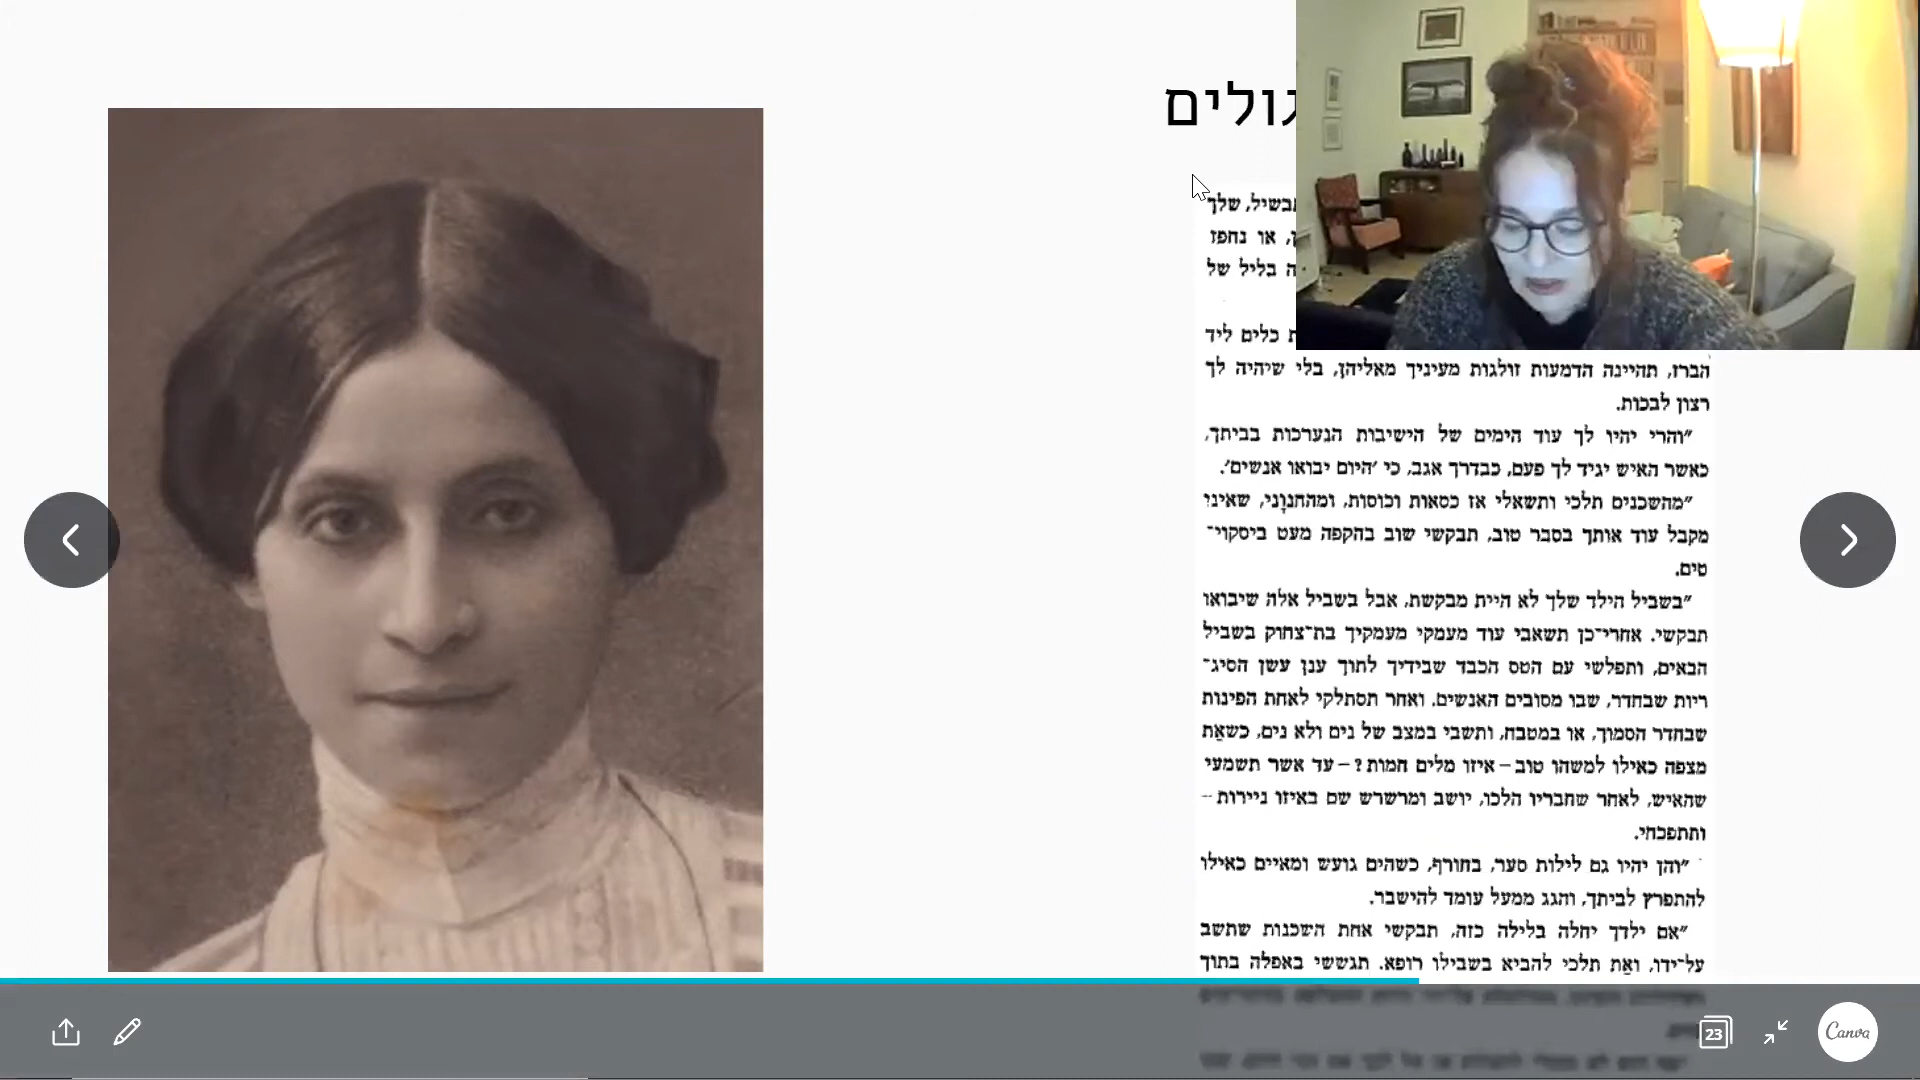 גולים
תבשיל, שלך
או נחפז
בליל של
כלים ליד
הברז, תהיינה הדמעות זולגות מעיניך מאליהן, בלי שיהיה לך
רצון לבכות.
״והרי יהיו לך עוד הימים של הישיבות הנערכות בביתך,
כאשר האיש יגיד לך פעם, כבדרך אגב, כי ׳היום יבואו אנשים׳.
״מהשכנים תלכי ותשאלי אז כסאות וכוסות, ומהחנוָני, שאינו
מקבל עוד אותך בסבר טוב, תבקשי שוב בהקפה מעט ביסקוי־
טים.
״בשביל הילד שלך לא היית מבקשת, אבל בשביל אלה שיבואו
תבקשי. אחרי־כן תשאבי עוד מעמקי מעמקיך בת־צחוק בשביל
הבאים, ותפלשי עם הטס הכבד שבידיך לתוך ענן עשן הסיג־
ריות שבחדר, שבו מסובים האנשים. ואחר תסתלקי לאחת הפינות
שבחדר הסמוך, או במטבח, ותשבי במצב של נים ולא נים, כשאַת
מצפה כאילו למשהו טוב – איזו מלים חמות? – עד אשר תשמעי
שהאיש, לאחר שחבריו הלכו, יושב ומרשרש שם באיזו ניירות –
ותתפכחי.
״והן יהיו גם לילות סער, בחורף, כשהים גועש ומאיים כאילו
להתפרץ לביתך, והגג ממעל עומד להישבר.
״אם ילדך יחלה בלילה כזה, תבקשי אחת השכנות שתשב
על־ידו, ואַת תלכי להביא בשבילו רופא. תגששי באפלה בתוך
23
Canva